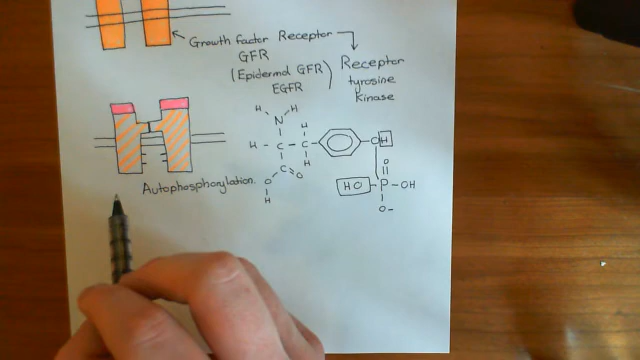 Growth factor Receptor
GFR
(Epidermal GFR)
EGFR
Receptor
tyrosine
kinase
Autophosphorylation.
H H
N
H
H - C - C
H
C
O O
H
OH
O
HO - P - OH
O-